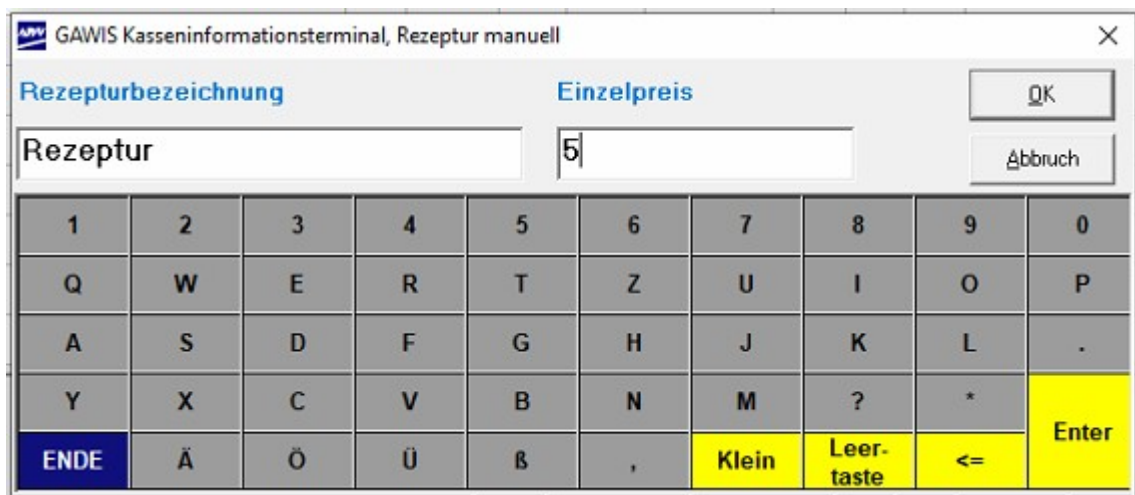 GAWIS Kasseninformationsterminal, Rezeptur manuell
Rezepturbezeichnung Einzelpreis OK
Rezeptur 5 Abbruch
1 2 3 4 5 6 7 8 9 0
Q W E R T Z U I O P
A S D F G H J K L .
Y X C V B N M ? *
Enter
ENDE Ä Ö Ü ß , Klein Leer- <=
taste